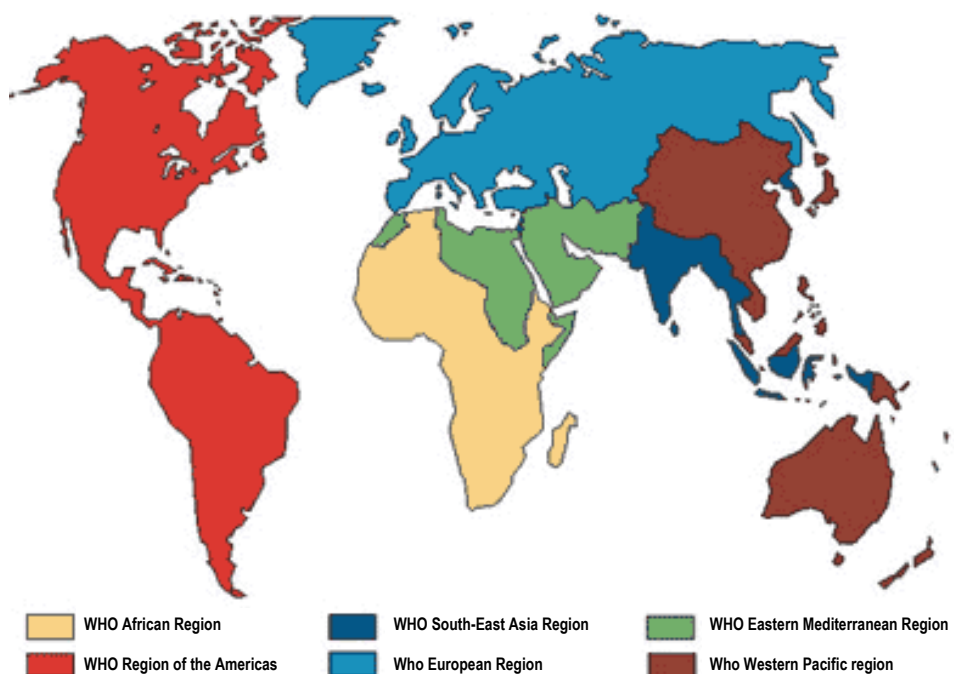 WHO African Region
WHO South-East Asia Region
WHO Eastern Mediterranean Region
WHO Region of the Americas
Who European Region
Who Western Pacific region